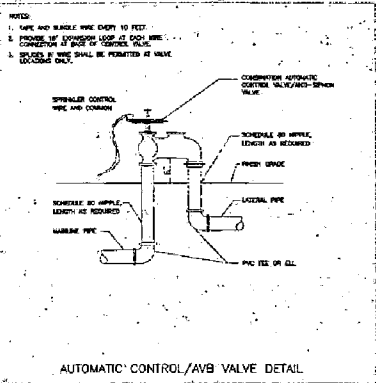 NOTES:
1. TAPE AND BUNDLE WIRE EVERY 10 FEET.
2. PROVIDE 18" EXPANSION LOOP AT EACH WIRE
CONNECTION AT BASE OF CONTROL VALVE.
3. SPLICES IN WIRE SHALL BE PERMITTED AT VALVE
LOCATIONS ONLY.
COMBINATION AUTOMATIC
CONTROL VALVE/ANTI-SIPHON
VALVE
SPRINKLER CONTROL
WIRE AND COMMON
SCHEDULE 80 NIPPLE,
LENGTH AS REQUIRED
FINISH GRADE
SCHEDULE 80 NIPPLE,
LENGTH AS REQUIRED
LATERAL PIPE
MAINLINE PIPE
PVC TEE OR ELL
AUTOMATIC CONTROL/AVB VALVE DETAIL